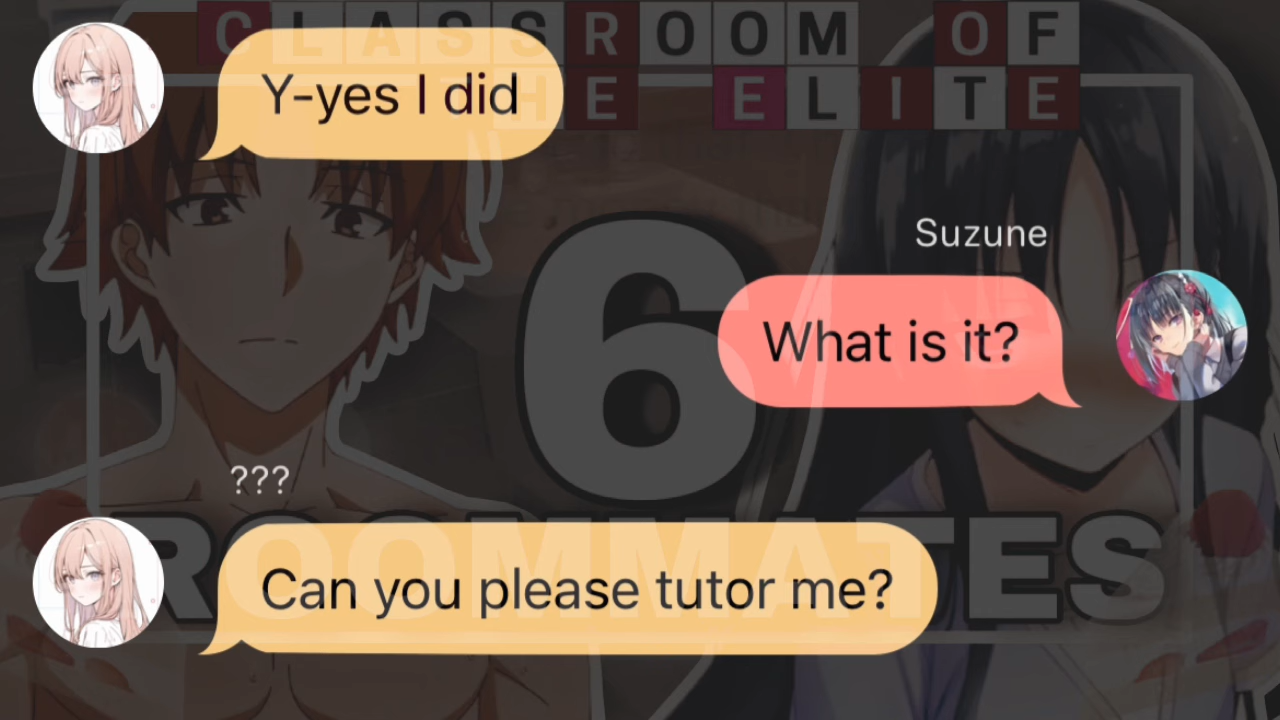 CLASSROOM OF
THE ELITE
Y-yes I did
Suzune
What is it?
6
???
Can you please tutor me?
ROOMMATES